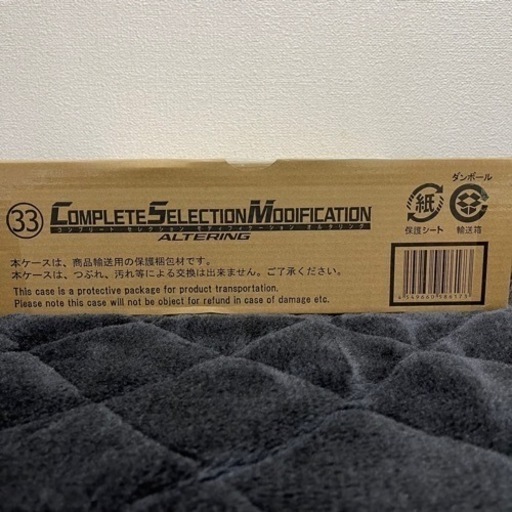 33
COMPLETE SELECTION MODIFICATION
コンプリート セレクション モディフィケーション オルタリング
ALTERING
本ケースは、商品輸送用の保護梱包材です。
本ケースは、つぶれ、汚れ等による交換は出来ません。ご了承ください。
This case is a protective package for product transportation.
Please note this case will not be object for refund in case of damage etc.
紙
保護シート
ダンボール
輸送箱